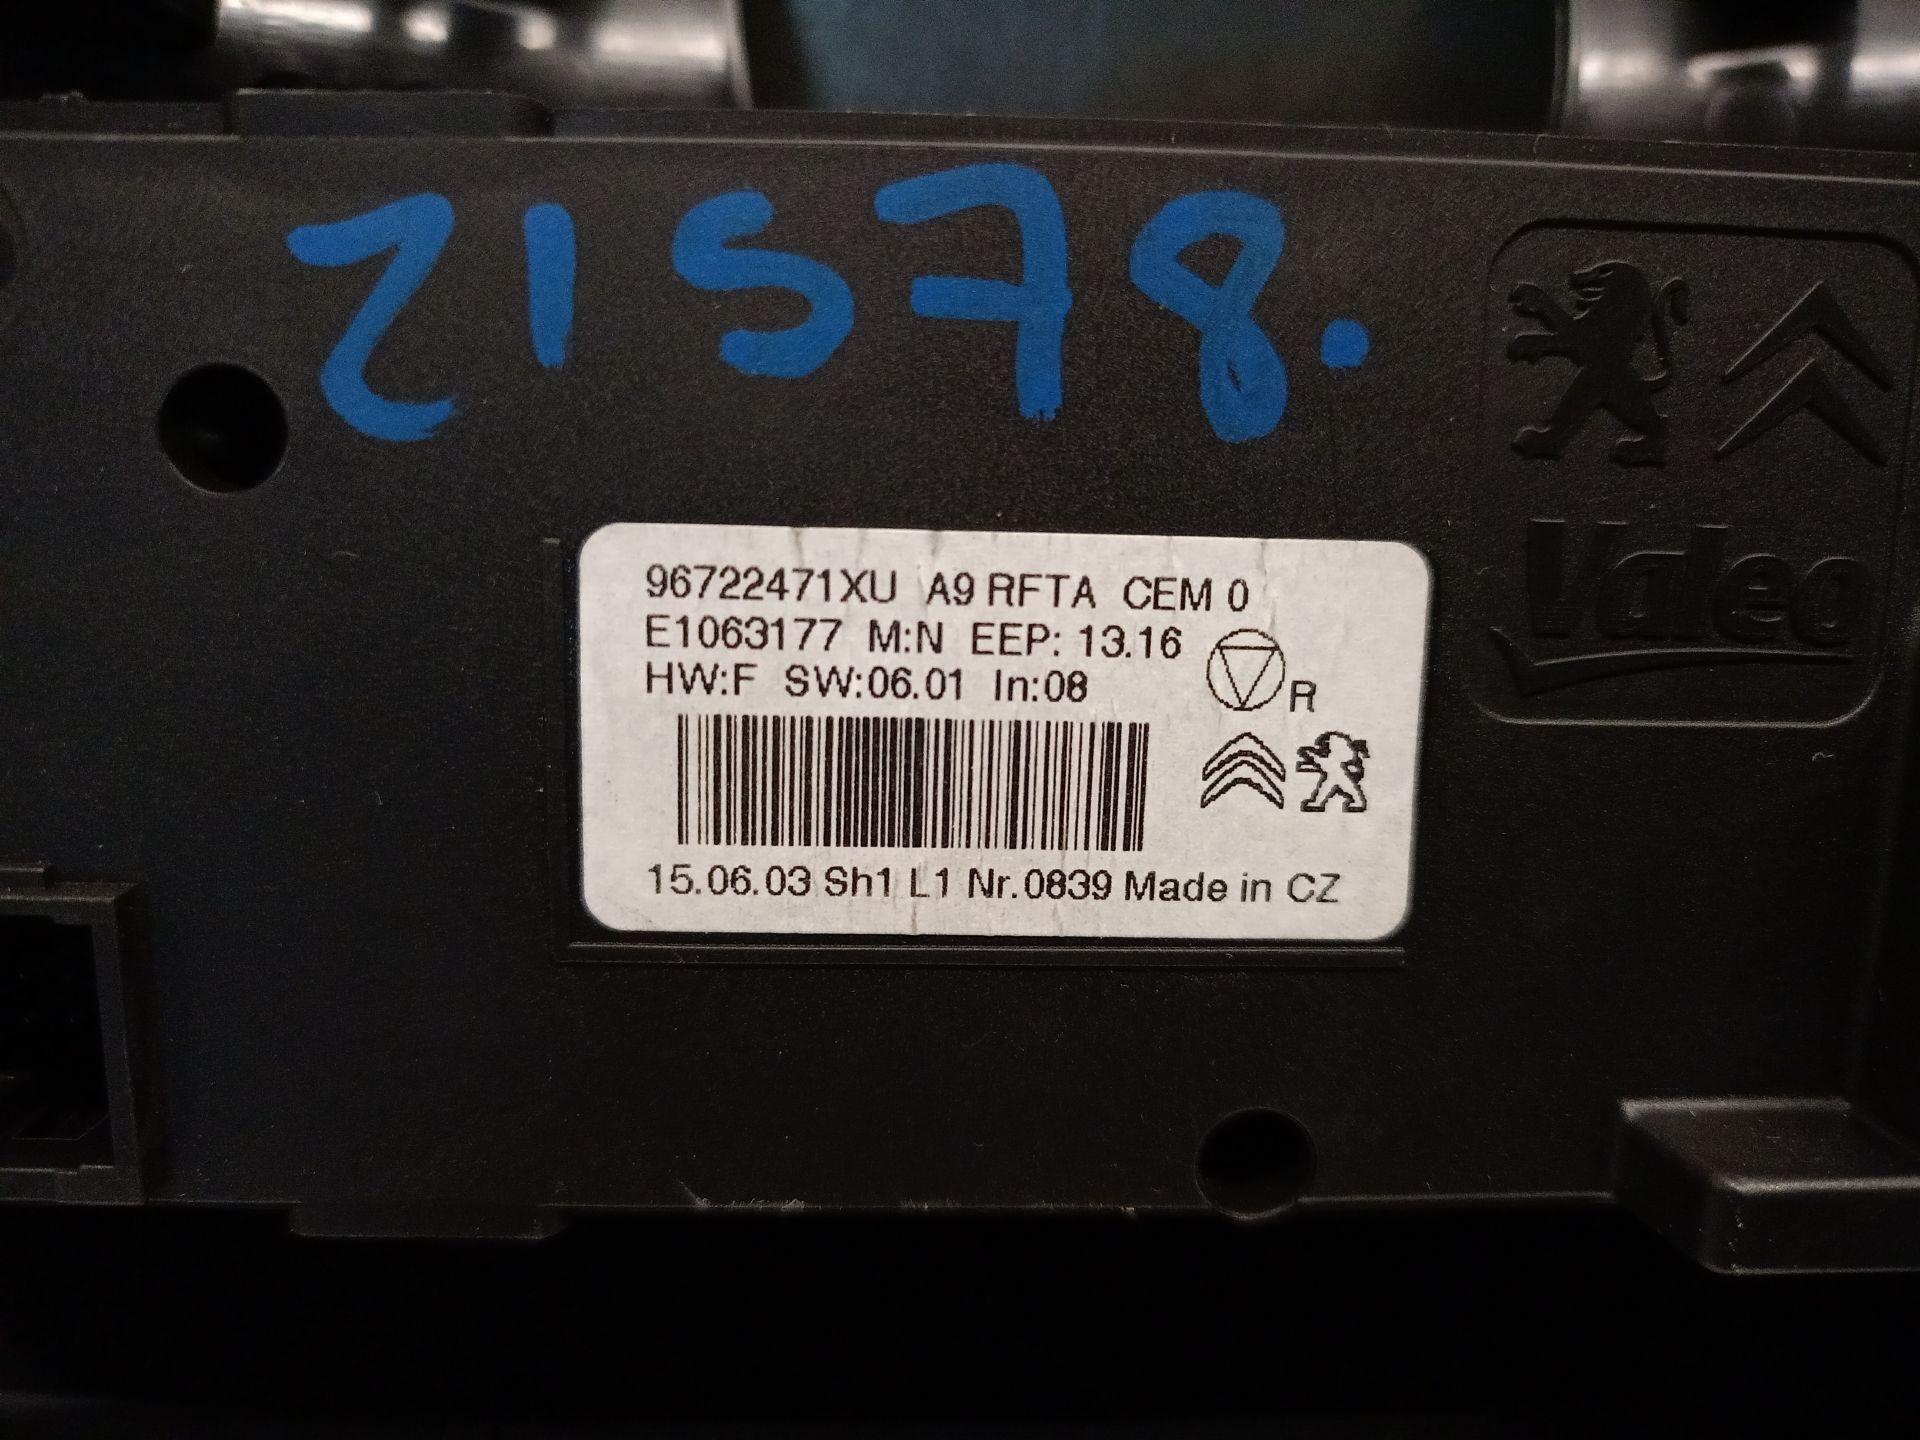 21578.
Valeo
96722471XU A9 RFTA CEM 0
E1063177 M:N EEP: 13.16
HW:F SW:06.01 In:08
R
15.06.03 Sh1 L1 Nr.0839 Made in CZ